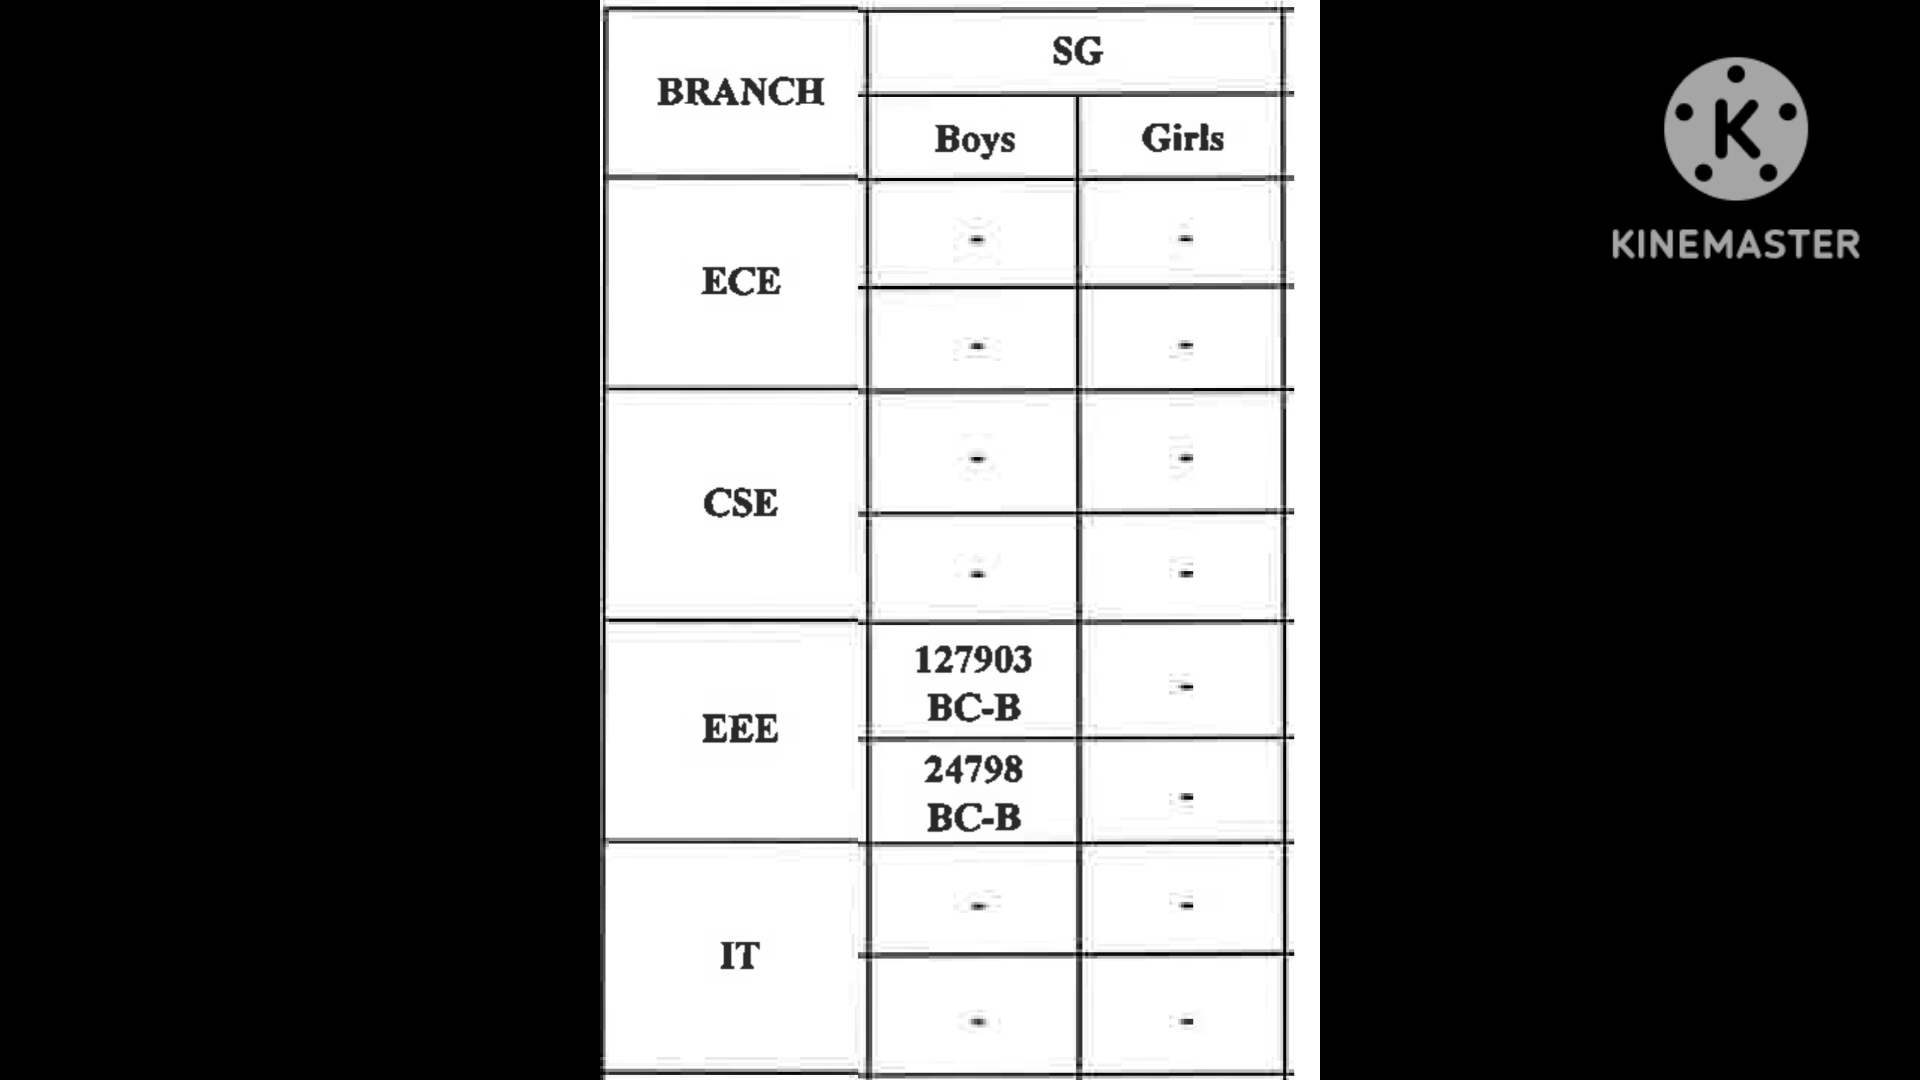 SG
BRANCH
Boys Girls
- -
ECE
- -
- -
CSE
- -
127903
BC-B -
EEE
24798
BC-B -
- -
IT
- -
K
KINEMASTER